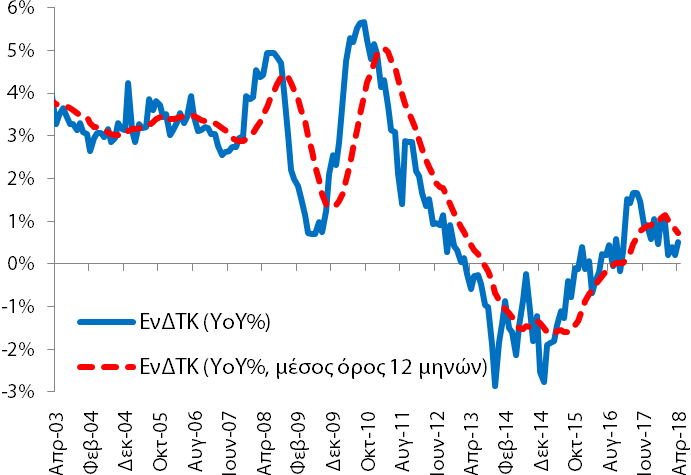 6%
5%
4%
3%
2%
1%
0%
-1%
-2%
-3%
ΕνΔΤΚ (YoY%)
ΕνΔΤΚ (YoY%, μέσος όρος 12 μηνών)
Απρ-03
Φεβ-04
Δεκ-04
Οκτ-05
Αυγ-06
Ιουν-07
Απρ-08
Φεβ-09
Δεκ-09
Οκτ-10
Αυγ-11
Ιουν-12
Απρ-13
Φεβ-14
Δεκ-14
Οκτ-15
Αυγ-16
Ιουν-17
Απρ-18